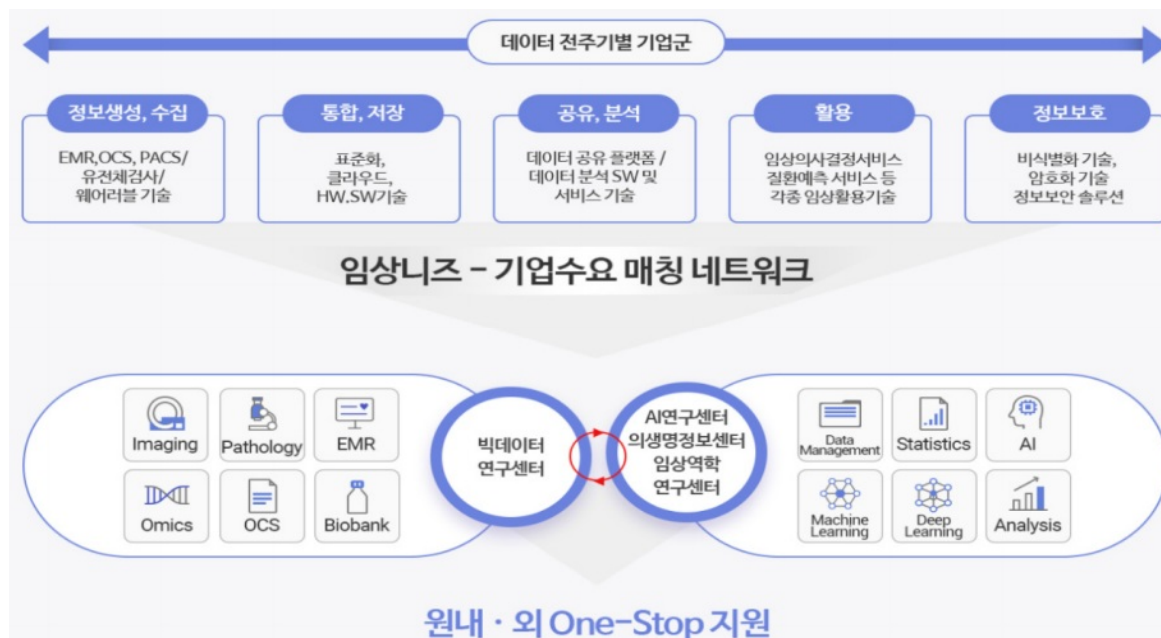 데이터 전주기별 기업군
정보생성, 수집
EMR,OCS, PACS/
유전체검사/
웨어러블 기술
통합, 저장
표준화,
클라우드,
HW.SW기술
공유, 분석
데이터 공유 플랫폼 /
데이터 분석 SW 및
서비스 기술
활용
임상의사결정서비스
질환예측 서비스 등
각종 임상활용기술
정보보호
비식별화 기술,
암호화 기술
정보보안 솔루션
임상니즈 - 기업수요 매칭 네트워크
Imaging
Pathology
EMR
Omics
OCS
Biobank
빅데이터
연구센터
AI연구센터
의생명정보센터
임상역학
연구센터
Data
Management
Statistics
AI
Machine
Learning
Deep
Learning
Analysis
원내 · 외 One-Stop 지원